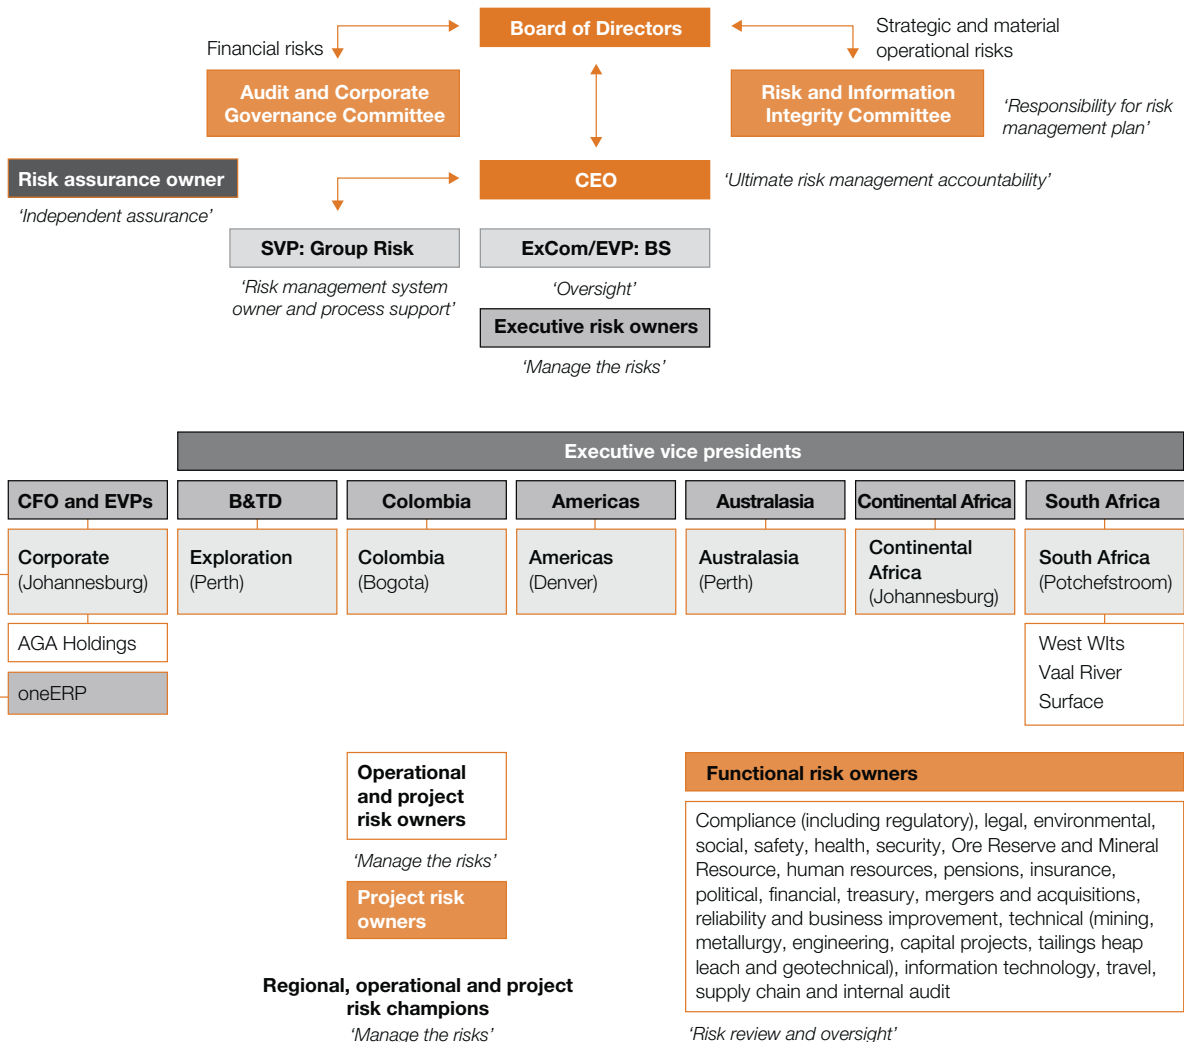 Board of Directors
Financial risks
Strategic and material
operational risks
Audit and Corporate
Governance Committee
Risk and Information
Integrity Committee
‘Responsibility for risk
management plan’
Risk assurance owner
‘Independent assurance’
CEO
‘Ultimate risk management accountability’
SVP: Group Risk
‘Risk management system
owner and process support’
ExCom/EVP: BS
‘Oversight’
Executive risk owners
‘Manage the risks’
Executive vice presidents
CFO and EVPs
B&TD
Colombia
Americas
Australasia
Continental Africa
South Africa
Corporate
(Johannesburg)
Exploration
(Perth)
Colombia
(Bogota)
Americas
(Denver)
Australasia
(Perth)
Continental
Africa
(Johannesburg)
South Africa
(Potchefstroom)
AGA Holdings
oneERP
West WIts
Vaal River
Surface
Operational
and project
risk owners
‘Manage the risks’
Project risk
owners
Regional, operational and project
risk champions
‘Manage the risks’
Functional risk owners
Compliance (including regulatory), legal, environmental,
social, safety, health, security, Ore Reserve and Mineral
Resource, human resources, pensions, insurance,
political, financial, treasury, mergers and acquisitions,
reliability and business improvement, technical (mining,
metallurgy, engineering, capital projects, tailings heap
leach and geotechnical), information technology, travel,
supply chain and internal audit
‘Risk review and oversight’